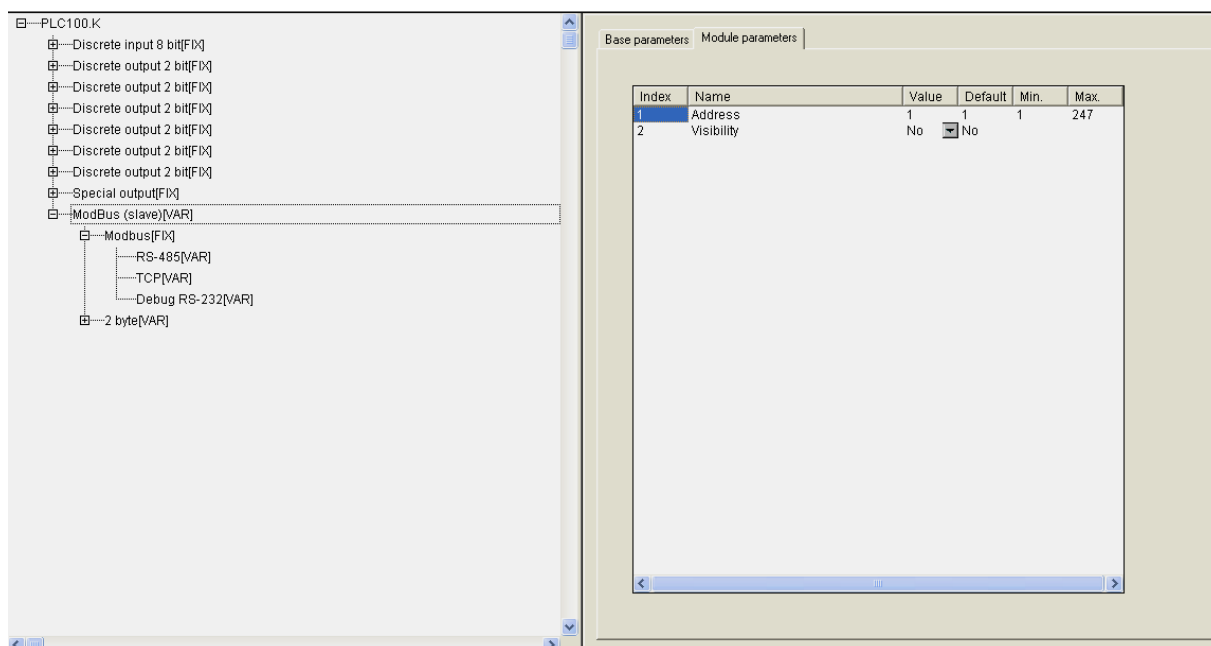 PLC100.K
Discrete input 8 bit[FIX]
Discrete output 2 bit[FIX]
Discrete output 2 bit[FIX]
Discrete output 2 bit[FIX]
Discrete output 2 bit[FIX]
Discrete output 2 bit[FIX]
Discrete output 2 bit[FIX]
Special output[FIX]
ModBus (slave)[VAR]
Modbus[FIX]
RS-485[VAR]
TCP[VAR]
Debug RS-232[VAR]
2 byte[VAR]
Base parameters Module parameters
Index Name Value Default Min. Max.
1 Address 1 1 1 247
2 Visibility No No